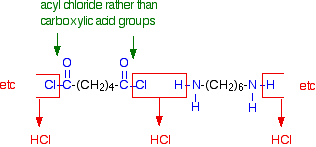 acyl chloride rather than
carboxylic acid groups
O O
etc Cl-C-(CH₂)₄-C-Cl H-N-(CH₂)₆-N-H etc
H H
HCl HCl HCl